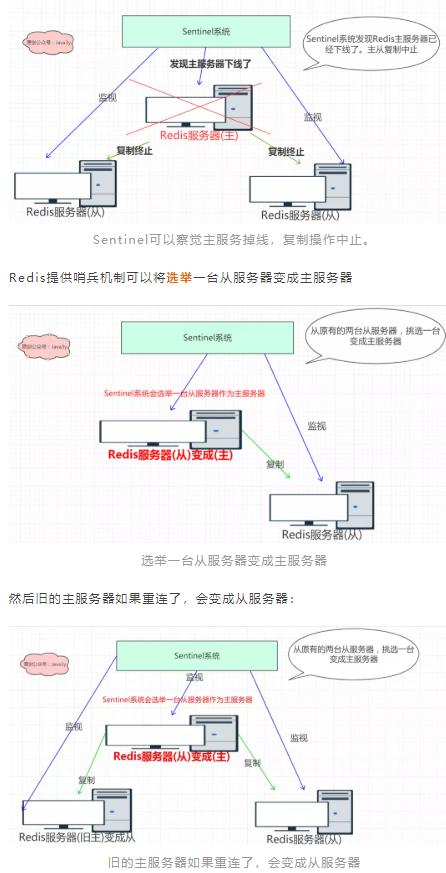 Sentinel系统
Sentinel系统发现Redis主服务器已
经下线了。主从复制中止
原创公众号：Java3y
发现主服务器下线了
监视
监视
Redis服务器(主)
复制终止
复制终止
Redis服务器(从)
Redis服务器(从)
Sentinel可以察觉主服务掉线，复制操作中止。
Redis提供哨兵机制可以将选举一台从服务器变成主服务器
Sentinel系统
从原有的两台从服务器，挑选一台
变成主服务器
原创公众号：Java3y
Sentinel系统会选举一台从服务器作为主服务器
监视
Redis服务器(从)变成(主)
复制
Redis服务器(从)
选举一台从服务器变成主服务器
然后旧的主服务器如果重连了，会变成从服务器：
Sentinel系统
从原有的两台从服务器，挑选一台
变成主服务器
原创公众号：Java3y
监视
Sentinel系统会选举一台从服务器作为主服务器
监视
监视
Redis服务器(从)变成(主)
复制
复制
Redis服务器(旧主)变成从
Redis服务器(从)
旧的主服务器如果重连了，会变成从服务器